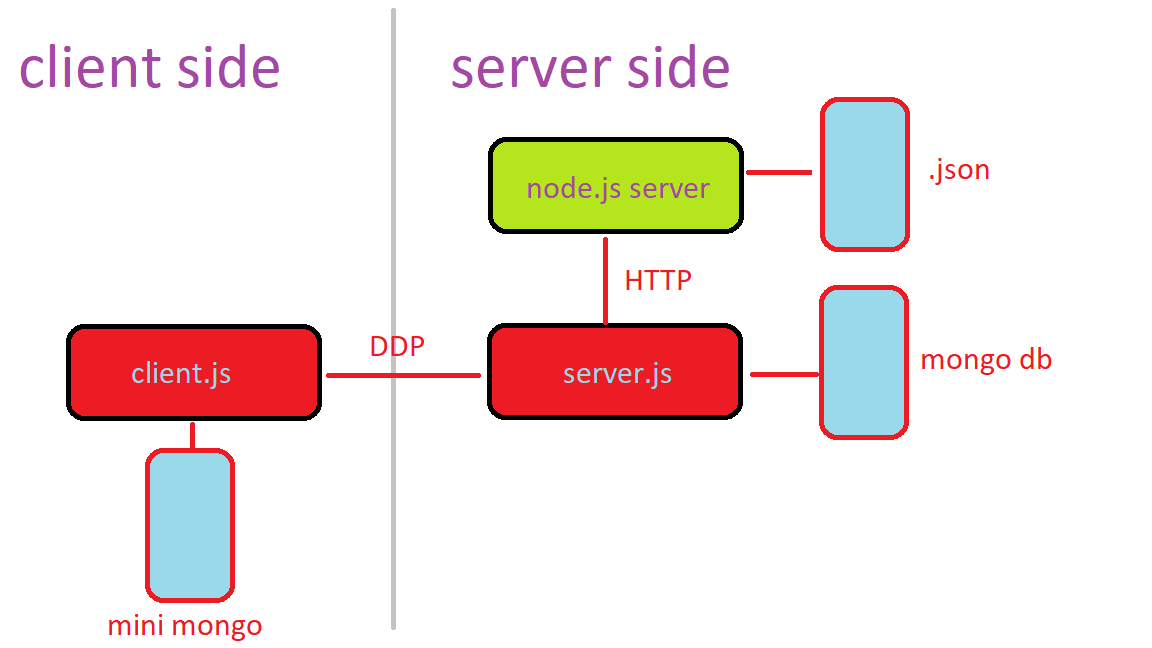 client side
server side
node.js server
.json
HTTP
DDP
client.js
server.js
mongo db
mini mongo